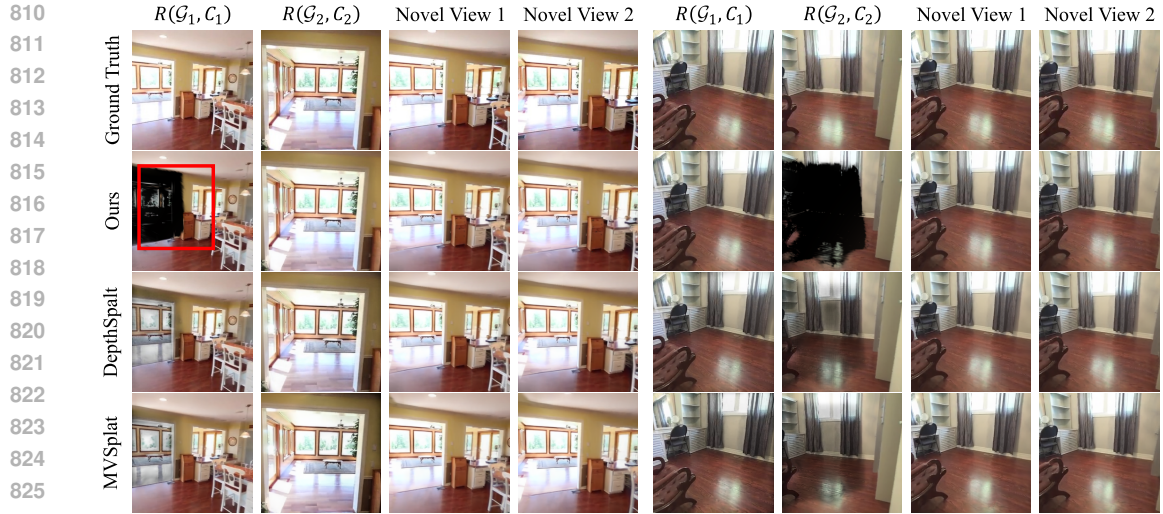 810 R(𝒢₁, C₁) R(𝒢₂, C₂) Novel View 1 Novel View 2 R(𝒢₁, C₁) R(𝒢₂, C₂) Novel View 1 Novel View 2
811
812 Ground Truth
813
814
815
816 Ours
817
818
819
820 DepthSpalt
821
822
823
824 MVSplat
825